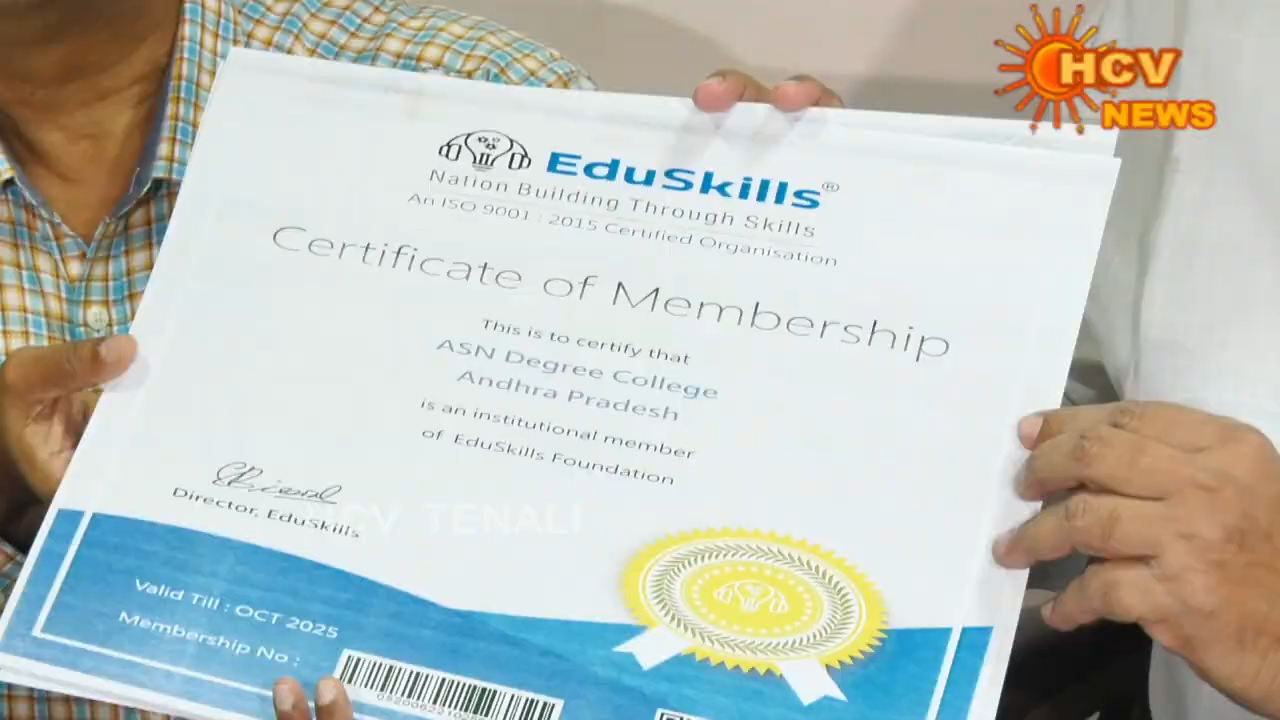 HCV
NEWS
EduSkills®
Nation Building Through Skills
An ISO 9001 : 2015 Certified Organisation
Certificate of Membership
This is to certify that
ASN Degree College
Andhra Pradesh
is an institutional member
of EduSkills Foundation
Director, EduSkills
HCV TENALI
Valid Till : OCT 2025
Membership No :